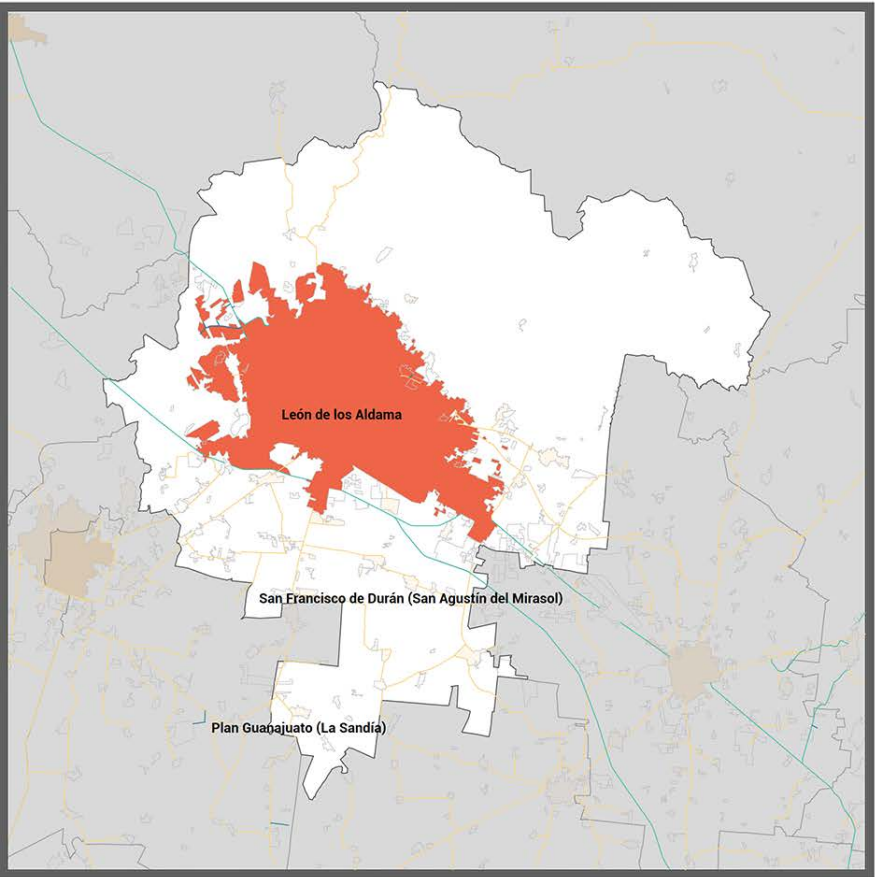 León de los Aldama
San Francisco de Durán (San Agustín del Mirasol)
Plan Guanajuato (La Sandía)